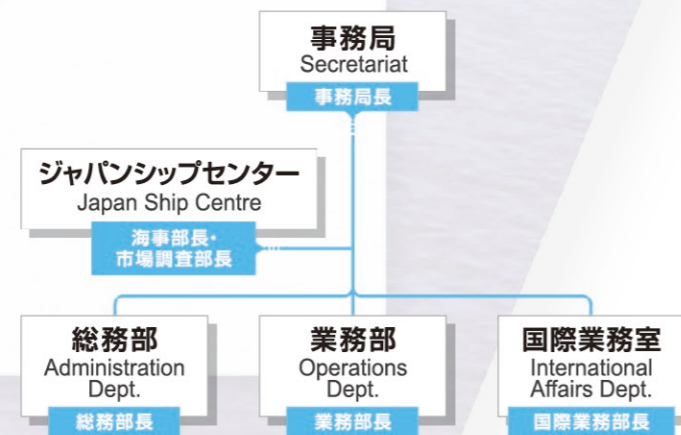 事務局
Secretariat
事務局長
ジャパンシップセンター
Japan Ship Centre
海事部長・
市場調査部長
総務部
Administration
Dept.
総務部長
業務部
Operations
Dept.
業務部長
国際業務室
International
Affairs Dept.
国際業務部長